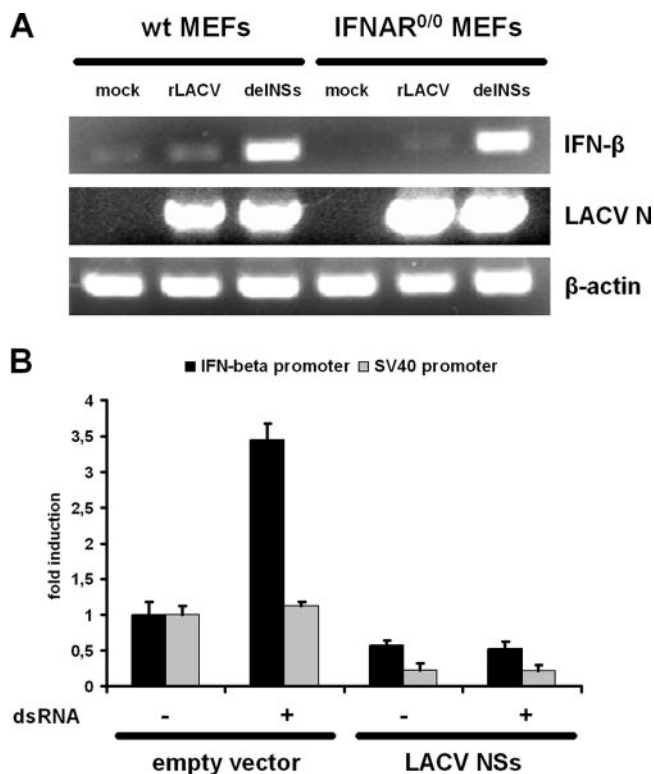 A
wt MEFs IFNAR0/0 MEFs
mock rLACV delNSs mock rLACV delNSs
IFN-β
LACV N
β-actin
B
IFN-beta promoter SV40 promoter
4
3,5
3
2,5
2
1,5
1
0,5
0
fold induction
dsRNA - + - +
empty vector LACV NSs